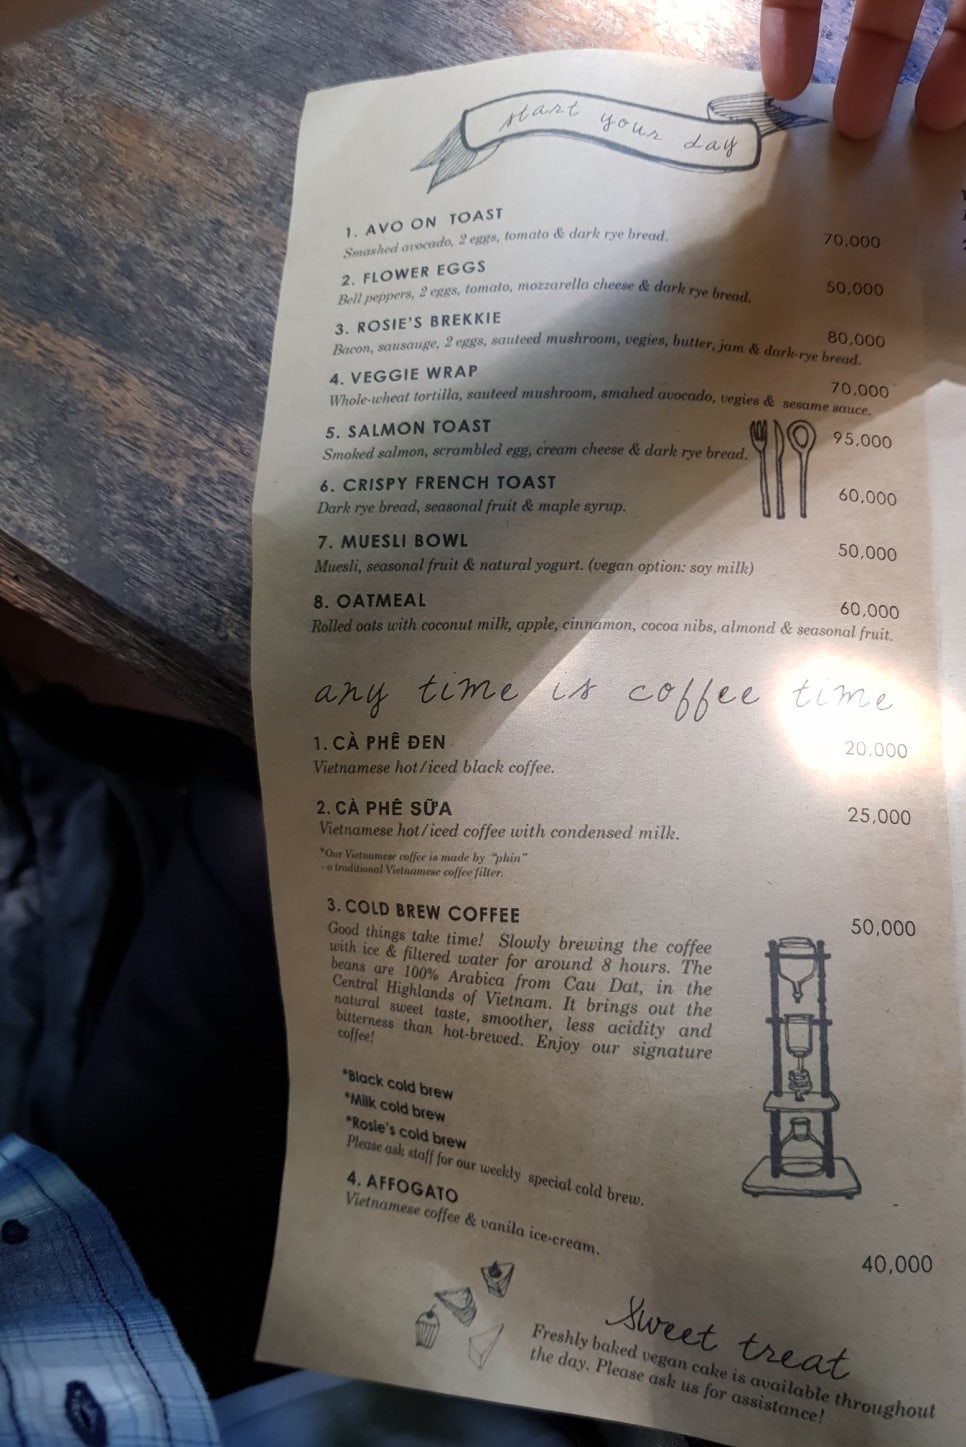 start your day
1. AVO ON TOAST
Smashed avocado, 2 eggs, tomato & dark rye bread.
70,000
2. FLOWER EGGS
Bell peppers, 2 eggs, tomato, mozzarella cheese & dark rye bread.
50,000
3. ROSIE'S BREKKIE
80,000
Bacon, sausauge, 2 eggs, sauteed mushroom, vegies, butter, jam & dark-rye bread.
4. VEGGIE WRAP
70,000
Whole-wheat tortilla, sauteed mushroom, smahed avocado, vegies & sesame sauce.
5. SALMON TOAST
95,000
Smoked salmon, scrambled egg, cream cheese & dark rye bread.
6. CRISPY FRENCH TOAST
60,000
Dark rye bread, seasonal fruit & maple syrup.
7. MUESLI BOWL
50,000
Muesli, seasonal fruit & natural yogurt. (vegan option: soy milk)
8. OATMEAL
60,000
Rolled oats with coconut milk, apple, cinnamon, cocoa nibs, almond & seasonal fruit.
any time is coffee time
1. CÀ PHÊ ĐEN
20,000
Vietnamese hot/iced black coffee.
2. CÀ PHÊ SỮA
25,000
Vietnamese hot/iced coffee with condensed milk.
*Our Vietnamese coffee is made by "phin"
- a traditional Vietnamese coffee filter.
3. COLD BREW COFFEE
50,000
Good things take time! Slowly brewing the coffee
with ice & filtered water for around 8 hours. The
beans are 100% Arabica from Cau Dat, in the
Central Highlands of Vietnam. It brings out the
natural sweet taste, smoother, less acidity and
bitterness than hot-brewed. Enjoy our signature
coffee!
*Black cold brew
*Milk cold brew
*Rosie's cold brew
Please ask staff for our weekly special cold brew.
4. AFFOGATO
Vietnamese coffee & vanila ice-cream.
40,000
Sweet treat
Freshly baked vegan cake is available throughout
the day. Please ask us for assistance!